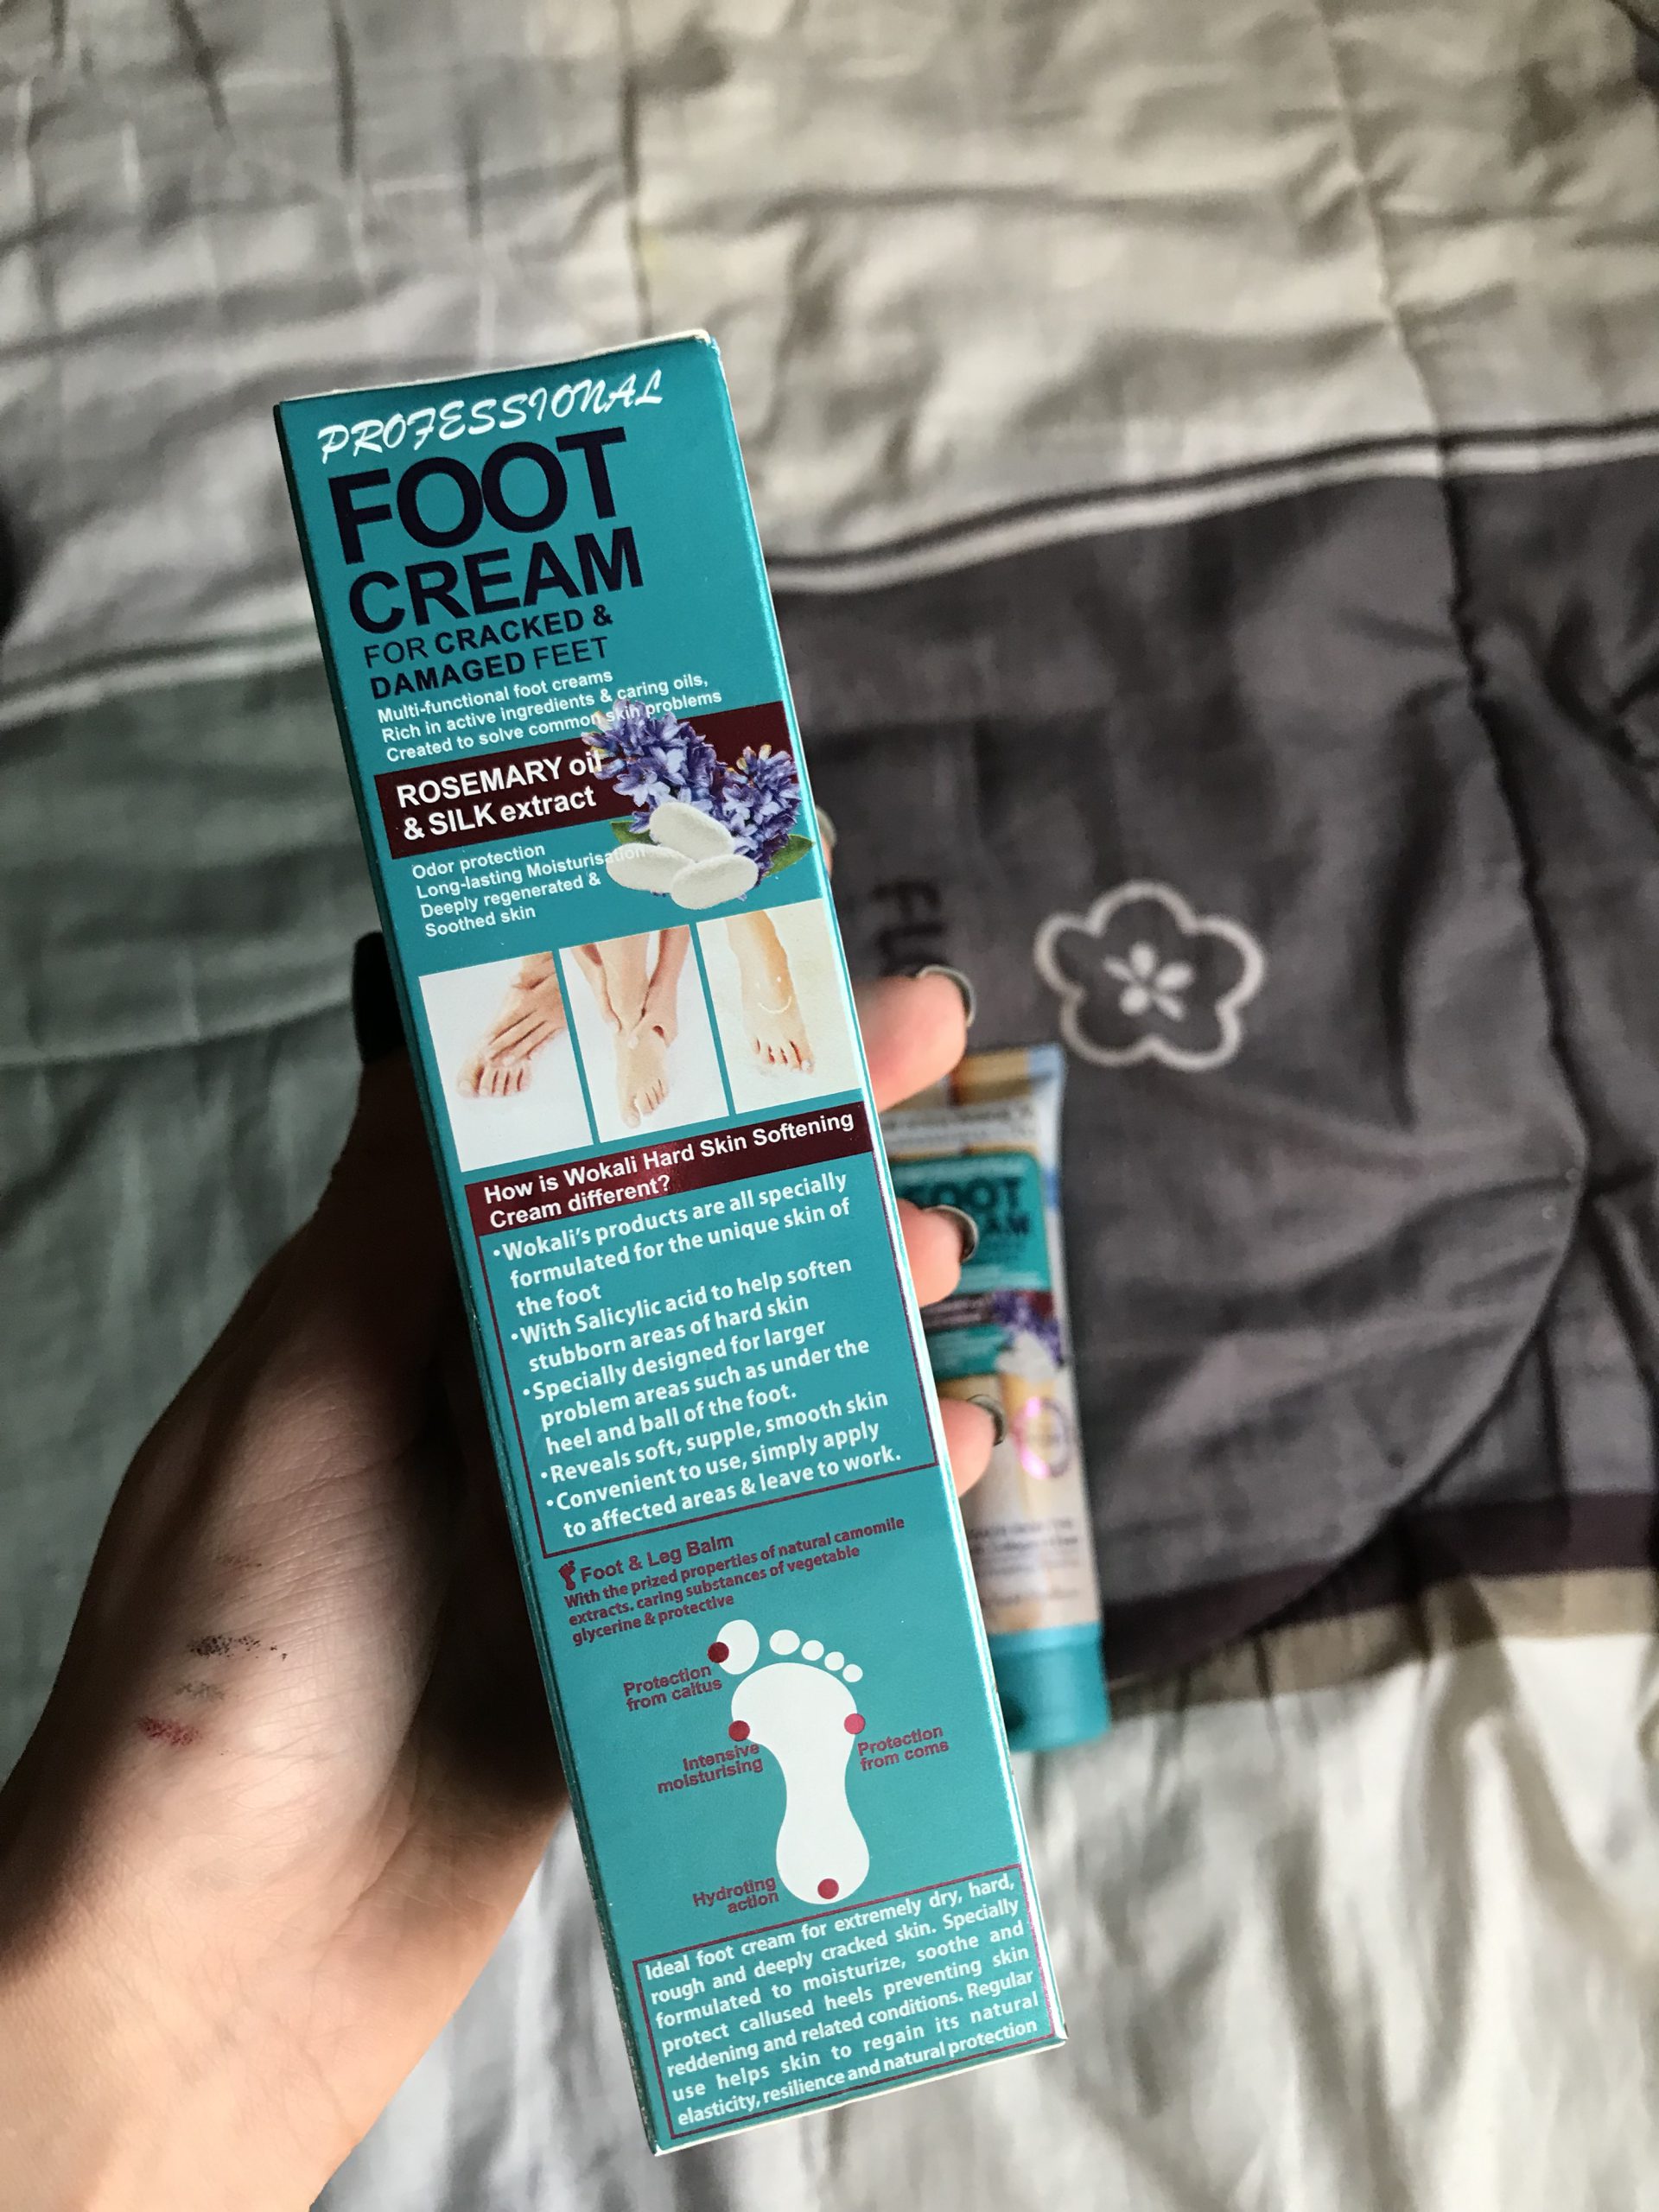 PROFESSIONAL
FOOT
CREAM
FOR CRACKED &
DAMAGED FEET
Multi-functional foot creams
Rich in active ingredients & caring oils,
Created to solve common skin problems
ROSEMARY oil
& SILK extract
Odor protection
Long-lasting Moisturisation
Deeply regenerated &
Soothed skin
How is Wokali Hard Skin Softening
Cream different?
•Wokali's products are all specially
formulated for the unique skin of
the foot
•With Salicylic acid to help soften
stubborn areas of hard skin
•Specially designed for larger
problem areas such as under the
heel and ball of the foot.
•Reveals soft, supple, smooth skin
•Convenient to use, simply apply
to affected areas & leave to work.
Foot & Leg Balm
With the prized properties of natural camomile
extracts. caring substances of vegetable
glycerine & protective
Protection
from caltus
Intensive
moisturising
Protection
from coms
Hydroting
action
Ideal foot cream for extremely dry, hard,
rough and deeply cracked skin. Specially
formulated to moisturize, soothe and
protect callused heels preventing skin
reddening and related conditions. Regular
use helps skin to regain its natural
elasticity, resilience and natural protection
FOOT